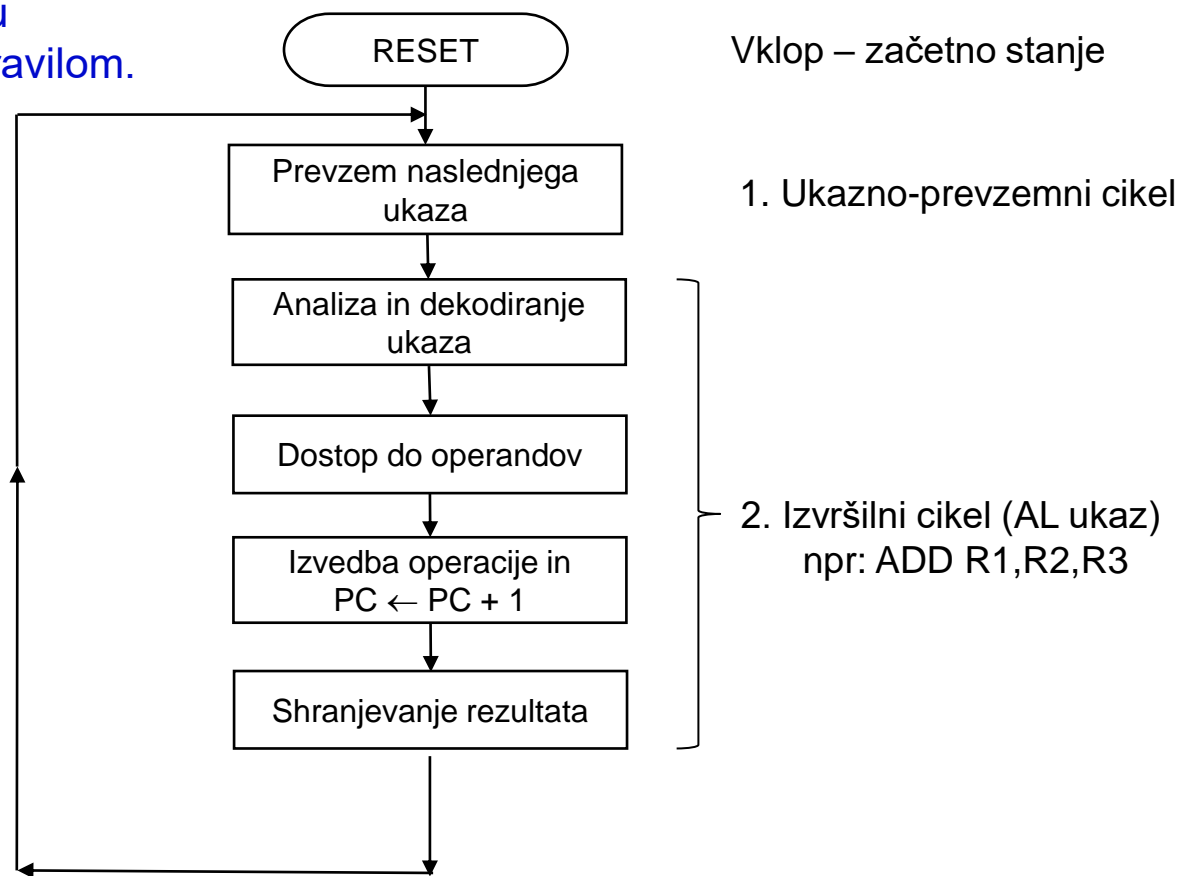 RESET
Vklop – začetno stanje
Prevzem naslednjega
ukaza
1. Ukazno-prevzemni cikel
Analiza in dekodiranje
ukaza
Dostop do operandov
2. Izvršilni cikel (AL ukaz)
npr: ADD R1,R2,R3
Izvedba operacije in
PC ← PC + 1
Shranjevanje rezultata